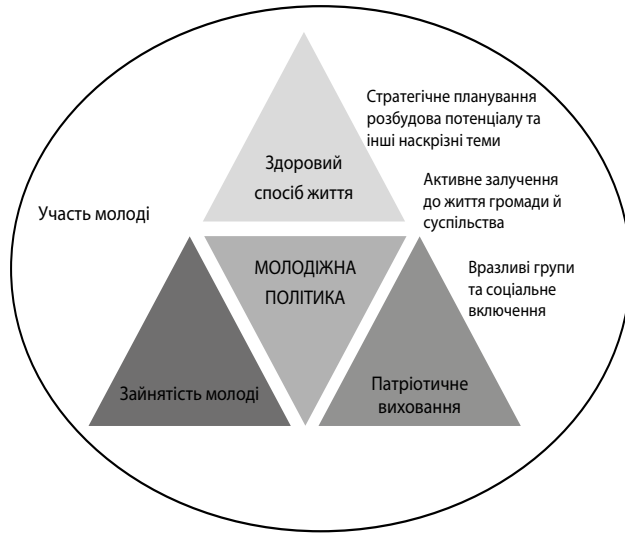 Стратегічне планування
розбудова потенціалу та
інші наскрізні теми
Здоровий
спосіб життя
Активне залучення
до життя громади й
суспільства
Участь молоді
МОЛОДІЖНА
ПОЛІТИКА
Вразливі групи
та соціальне
включення
Зайнятість молоді
Патріотичне
виховання